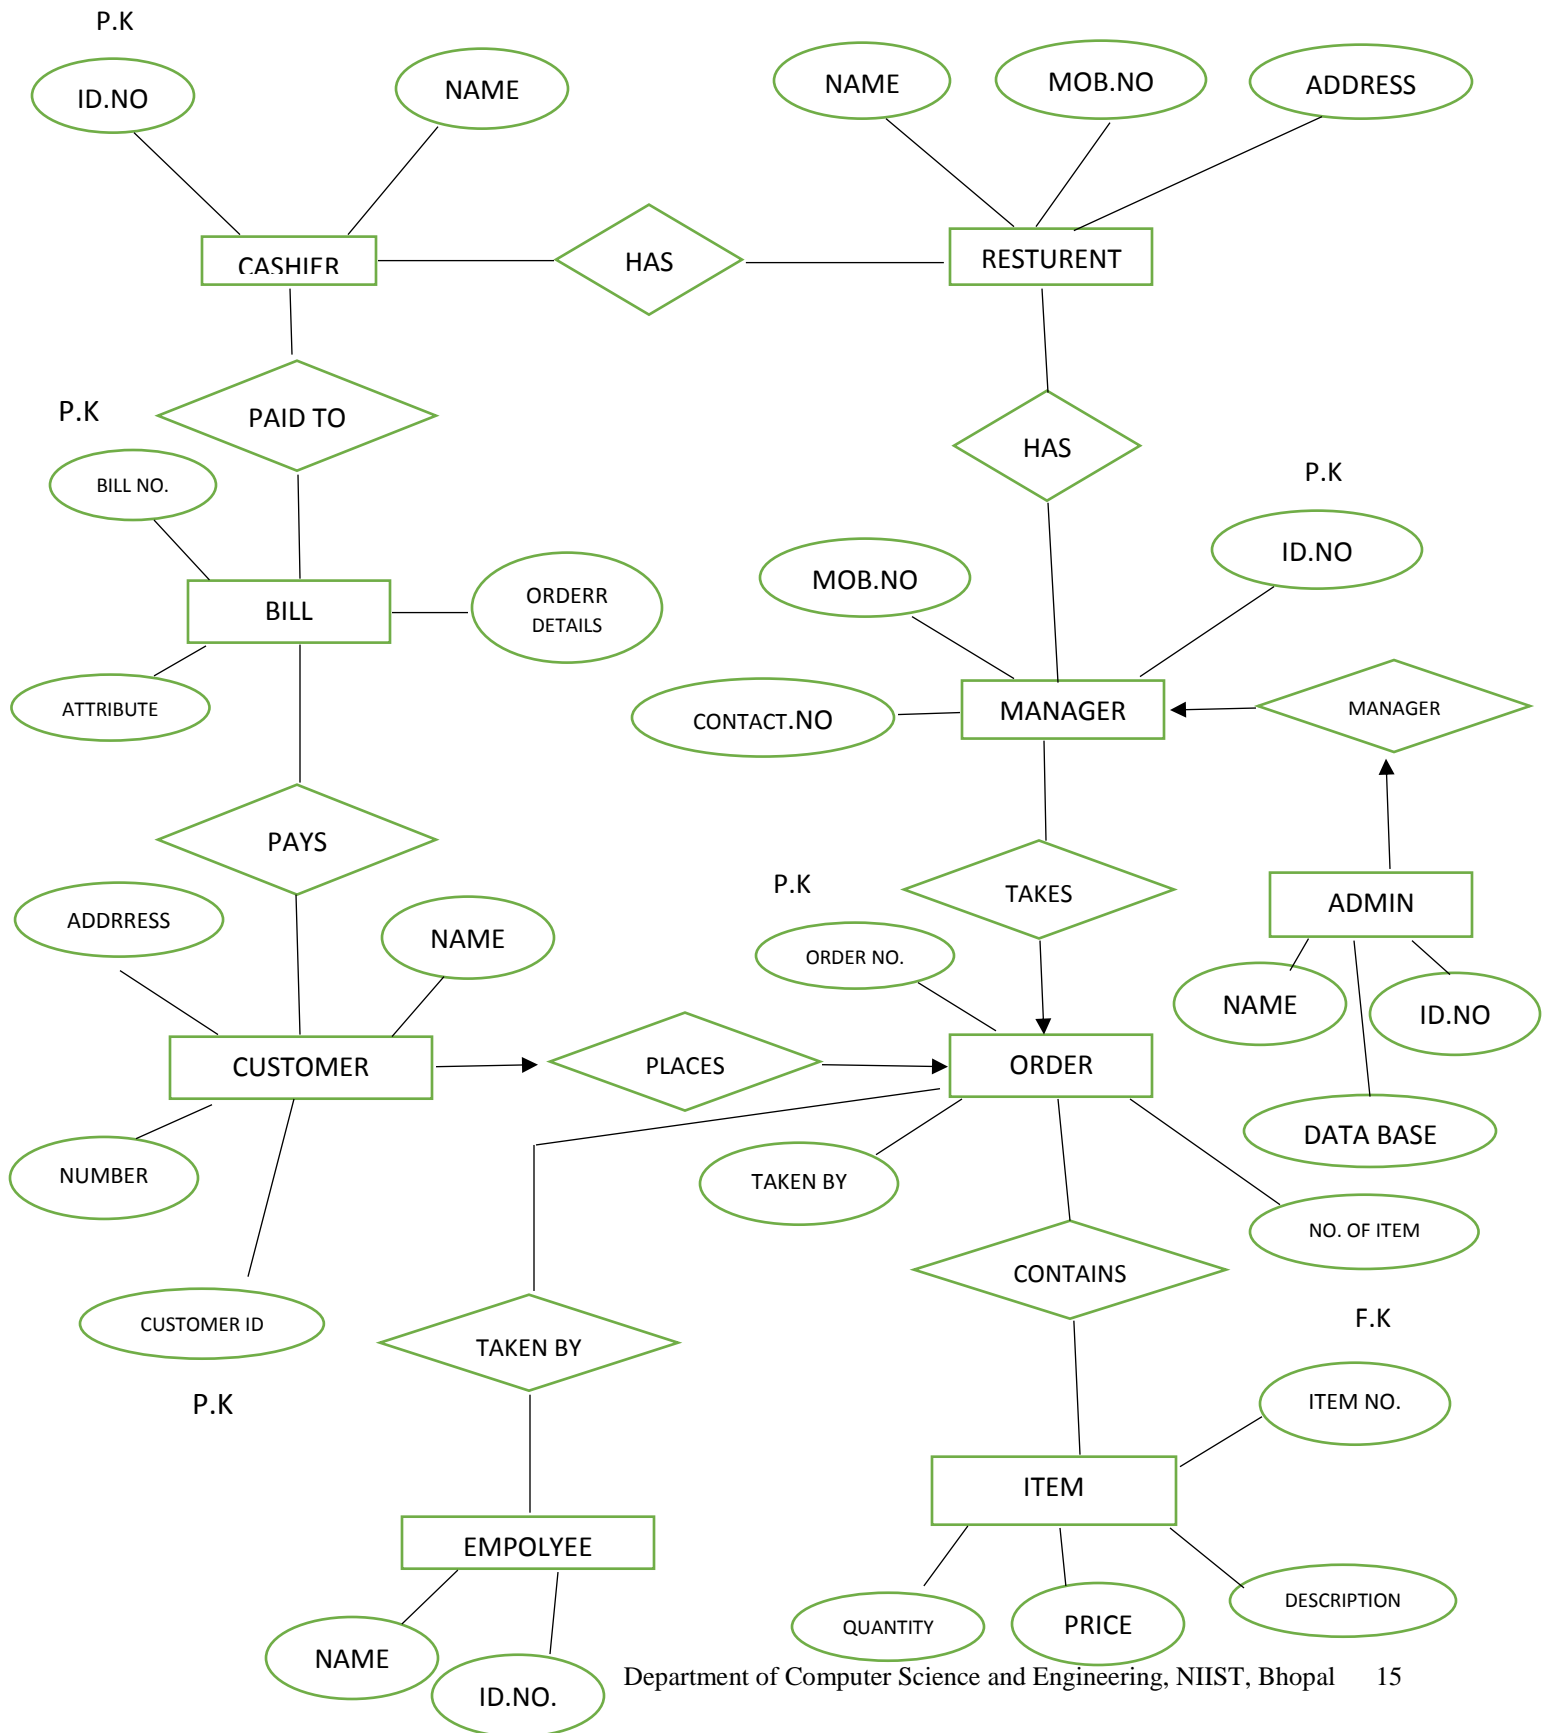 P.K
ID.NO
NAME
NAME
MOB.NO
ADDRESS
CASHIER
HAS
RESTURENT
P.K
PAID TO
HAS
P.K
BILL NO.
ID.NO
MOB.NO
BILL
ORDERR
DETAILS
ATTRIBUTE
CONTACT.NO
MANAGER
MANAGER
PAYS
P.K
TAKES
ADMIN
ADDRRESS
NAME
ORDER NO.
NAME
ID.NO
CUSTOMER
PLACES
ORDER
DATA BASE
NUMBER
TAKEN BY
NO. OF ITEM
CONTAINS
CUSTOMER ID
F.K
TAKEN BY
P.K
ITEM NO.
ITEM
EMPOLYEE
QUANTITY
PRICE
DESCRIPTION
NAME
ID.NO.
Department of Computer Science and Engineering, NIIST, Bhopal 15